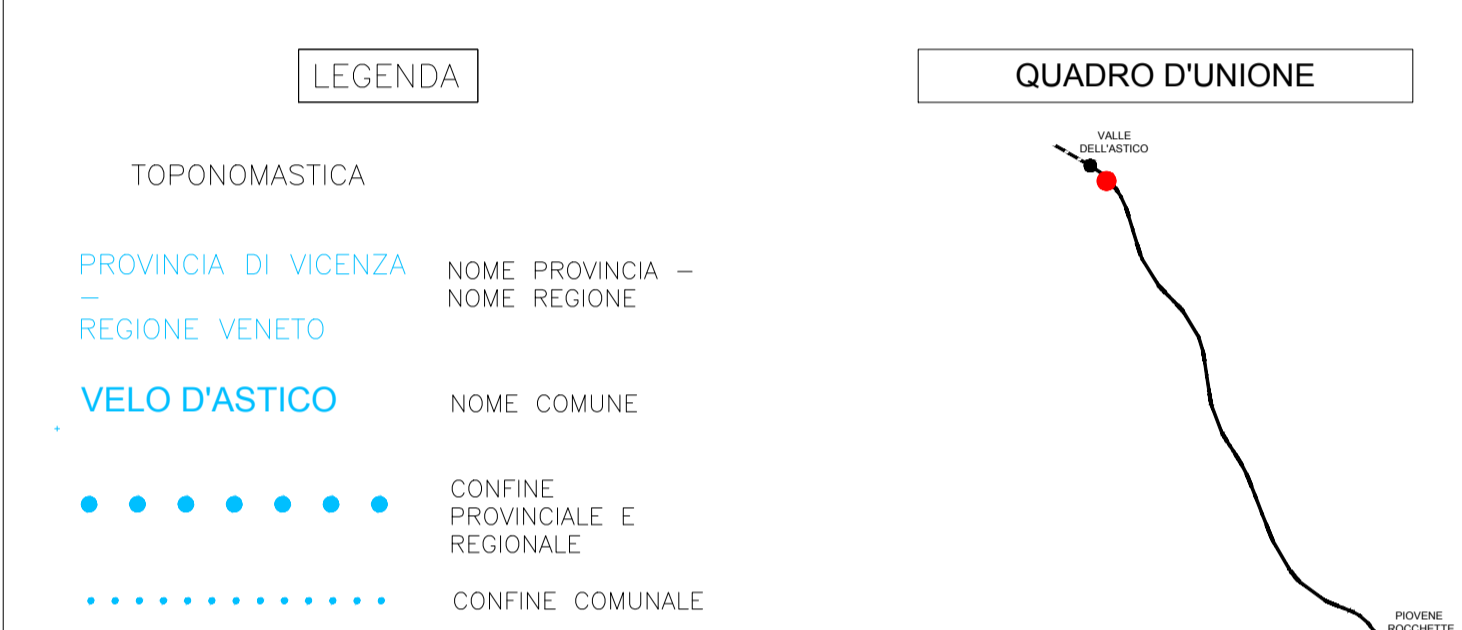 LEGENDA
TOPONOMASTICA
PROVINCIA DI VICENZA
–
REGIONE VENETO
NOME PROVINCIA –
NOME REGIONE
VELO D'ASTICO
NOME COMUNE
CONFINE
PROVINCIALE E
REGIONALE
CONFINE COMUNALE
QUADRO D'UNIONE
VALLE
DELL'ASTICO
PIOVENE
ROCCHETTE